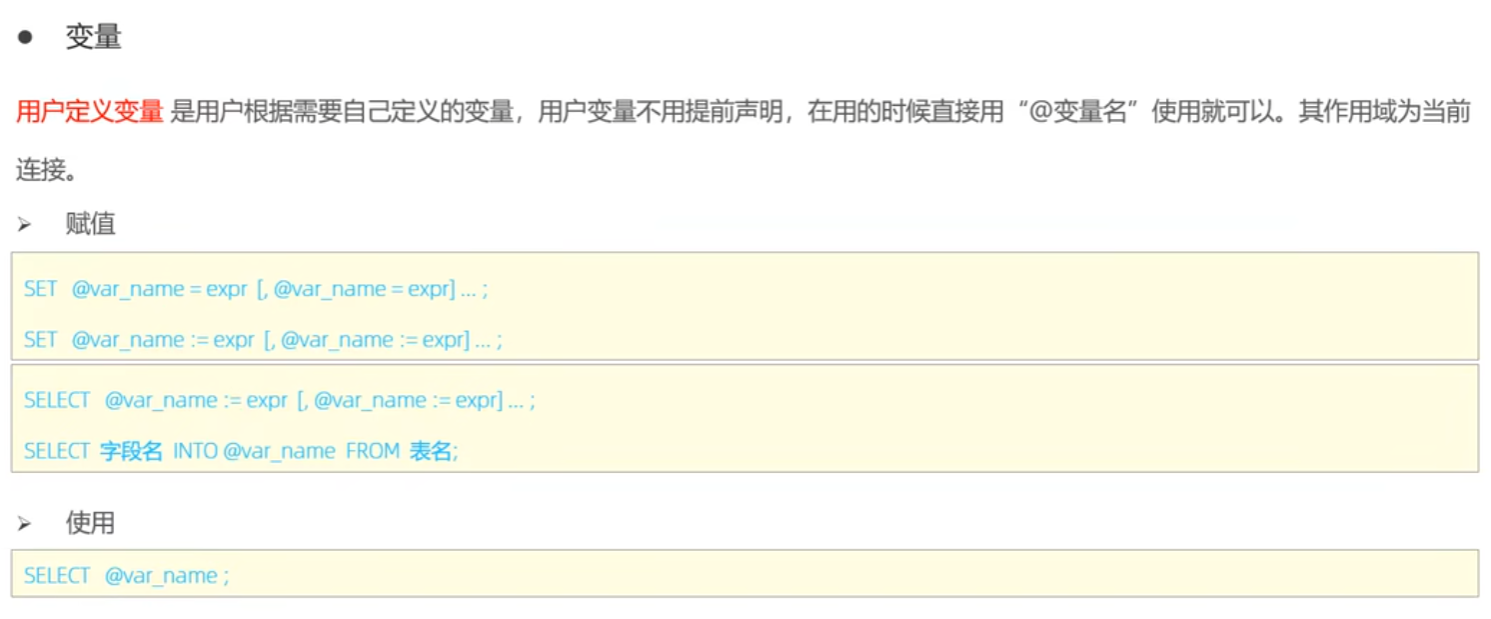 ● 变量
用户定义变量 是用户根据需要自己定义的变量，用户变量不用提前声明，在用的时候直接用“@变量名”使用就可以。其作用域为当前
连接。
➢ 赋值
SET @var_name = expr [, @var_name = expr] ... ;
SET @var_name := expr [, @var_name := expr] ... ;
SELECT @var_name := expr [, @var_name := expr] ... ;
SELECT 字段名 INTO @var_name FROM 表名;
➢ 使用
SELECT @var_name ;